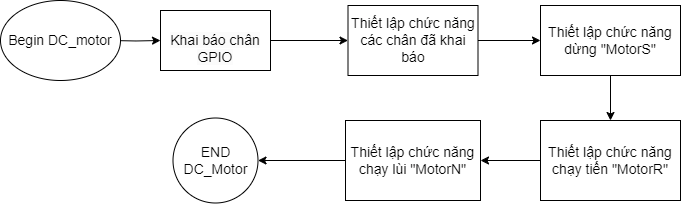 Begin DC_motor
Khai báo chân
GPIO
Thiết lập chức năng
các chân đã khai
báo
Thiết lập chức năng
dừng "MotorS"
Thiết lập chức năng
chạy tiến "MotorR"
Thiết lập chức năng
chạy lùi "MotorN"
END
DC_Motor